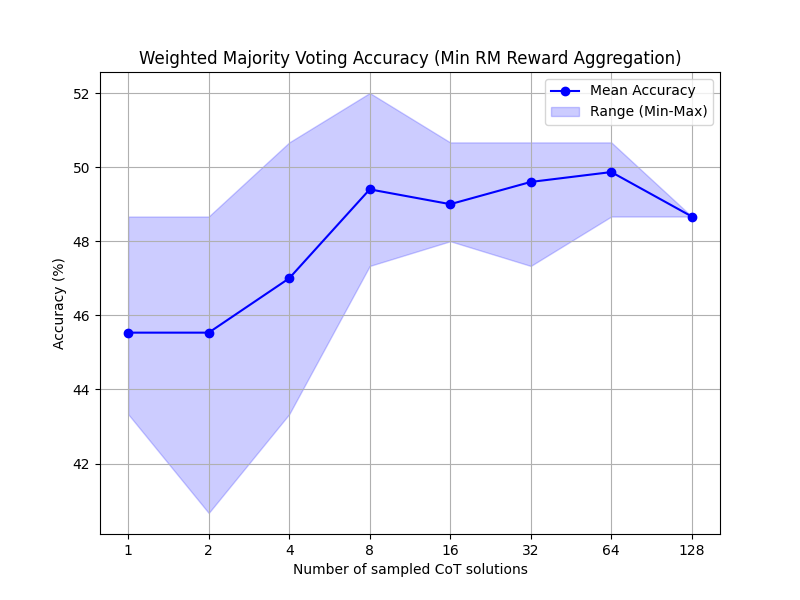 Weighted Majority Voting Accuracy (Min RM Reward Aggregation)
Mean Accuracy
Range (Min-Max)
52
50
48
46
44
42
Accuracy (%)
1 2 4 8 16 32 64 128
Number of sampled CoT solutions